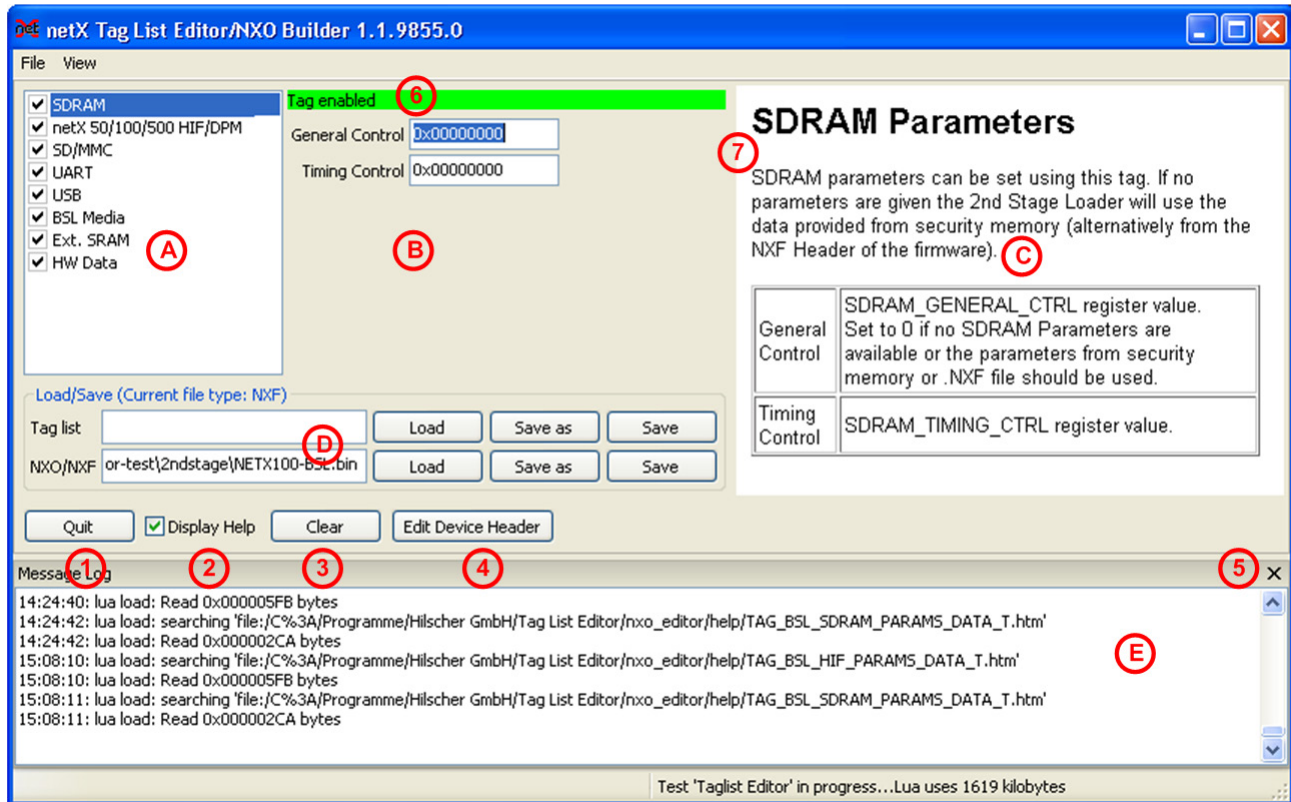 netX Tag List Editor/NXO Builder 1.1.9855.0
File View
SDRAM
netX 50/100/500 HIF/DPM
SD/MMC
UART
USB
BSL Media
Ext. SRAM
HW Data
A
Tag enabled
6
General Control 0x00000000
Timing Control 0x00000000
B
7
SDRAM Parameters
SDRAM parameters can be set using this tag. If no
parameters are given the 2nd Stage Loader will use the
data provided from security memory (alternatively from the
NXF Header of the firmware).
C
General Control
SDRAM_GENERAL_CTRL register value.
Set to 0 if no SDRAM Parameters are
available or the parameters from security
memory or .NXF file should be used.
Timing Control
SDRAM_TIMING_CTRL register value.
Load/Save (Current file type: NXF)
Tag list Load Save as Save
D
NXO/NXF or-test\2ndstage\NETX100-BSL.bin Load Save as Save
Quit Display Help Clear Edit Device Header
1 2 3 4 5
Message Log
14:24:40: lua load: Read 0x000005FB bytes
14:24:42: lua load: searching 'file:/C%3A/Programme/Hilscher GmbH/Tag List Editor/nxo_editor/help/TAG_BSL_SDRAM_PARAMS_DATA_T.htm'
14:24:42: lua load: Read 0x000002CA bytes
15:08:10: lua load: searching 'file:/C%3A/Programme/Hilscher GmbH/Tag List Editor/nxo_editor/help/TAG_BSL_HIF_PARAMS_DATA_T.htm'
15:08:10: lua load: Read 0x000005FB bytes
15:08:11: lua load: searching 'file:/C%3A/Programme/Hilscher GmbH/Tag List Editor/nxo_editor/help/TAG_BSL_SDRAM_PARAMS_DATA_T.htm'
15:08:11: lua load: Read 0x000002CA bytes
E
Test 'Taglist Editor' in progress...Lua uses 1619 kilobytes